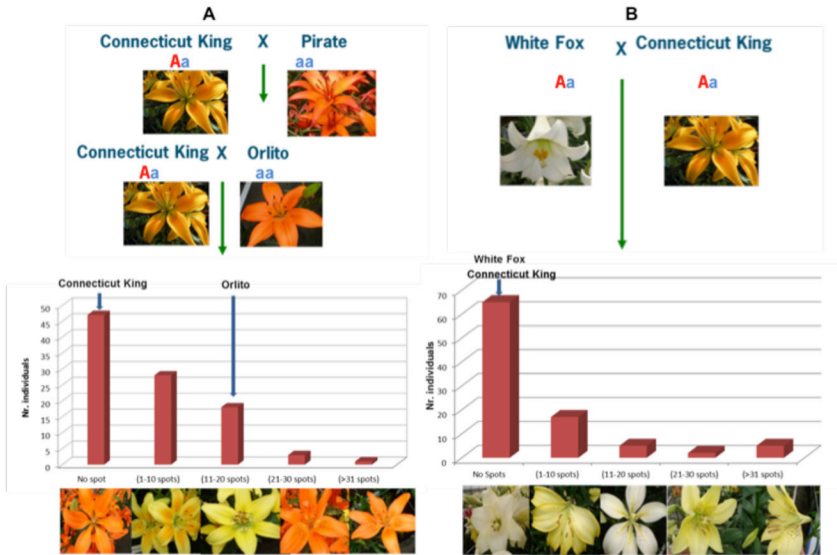 A
Connecticut King X Pirate
Aa aa
Connecticut King X Orlito
Aa aa
Connecticut King
Orlito
Nr. individuals
50
45
40
35
30
25
20
15
10
5
0
No spot (1-10 spots) (11-20 spots) (21-30 spots) (>31 spots)
B
White Fox X Connecticut King
Aa Aa
White Fox
Connecticut King
Nr. individuals
70
60
50
40
30
20
10
0
No Spots (1-10 spots) (11-20 spots) (21-30 spots) (>31 spots)